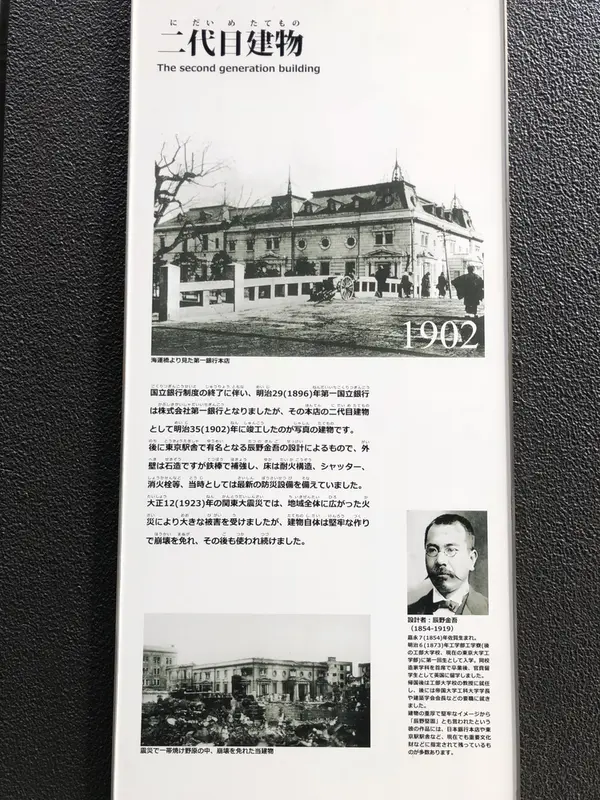 に だい め たてもの
二代目建物
The second generation building
1902
海運橋より見た第一銀行本店
国立銀行制度の終了に伴い、明治29(1896)年第一国立銀行
は株式会社第一銀行となりましたが、その本店の二代目建物
として明治35(1902)年に竣工したのが写真の建物です。
後に東京駅舎で有名となる辰野金吾の設計によるもので、外
壁は石造ですが鉄棒で補強し、床は耐火構造、シャッター、
消火栓等、当時としては最新の防災設備を備えていました。
大正12(1923)年の関東大震災では、地域全体に広がった火
災により大きな被害を受けましたが、建物自体は堅牢な作り
で崩壊を免れ、その後も使われ続けました。
設計者：辰野金吾
（1854-1919）
嘉永７(1854)年佐賀生まれ。
明治６(1873)年工学部工学寮(後
の工部大学校、現在の東京大学工
学部)に第一回生として入学。同校
造家学科を首席で卒業後、官費留
学生として英国に留学しました。
帰国後は工部大学校の教授に就任
し、後には帝国大学工科大学学長
や建築学会会長などの要職に就き
ました。
建物の重厚で堅牢なイメージから
「辰野堅固」とも言われたという
彼の作品には、日本銀行本店や東
京駅駅舎など、現在でも重要文化
財などに指定されて残っているも
のが多数あります。
震災で一帯焼け野原の中、崩壊を免れた当建物